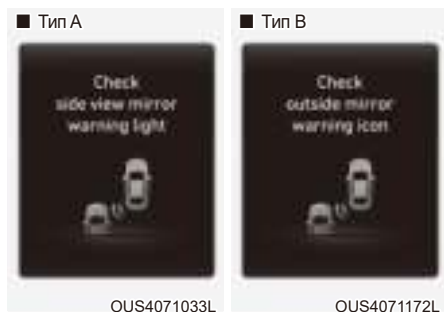 ■ Тип A
Check
side view mirror
warning light
OUS4071033L
■ Тип B
Check
outside mirror
warning icon
OUS4071172L